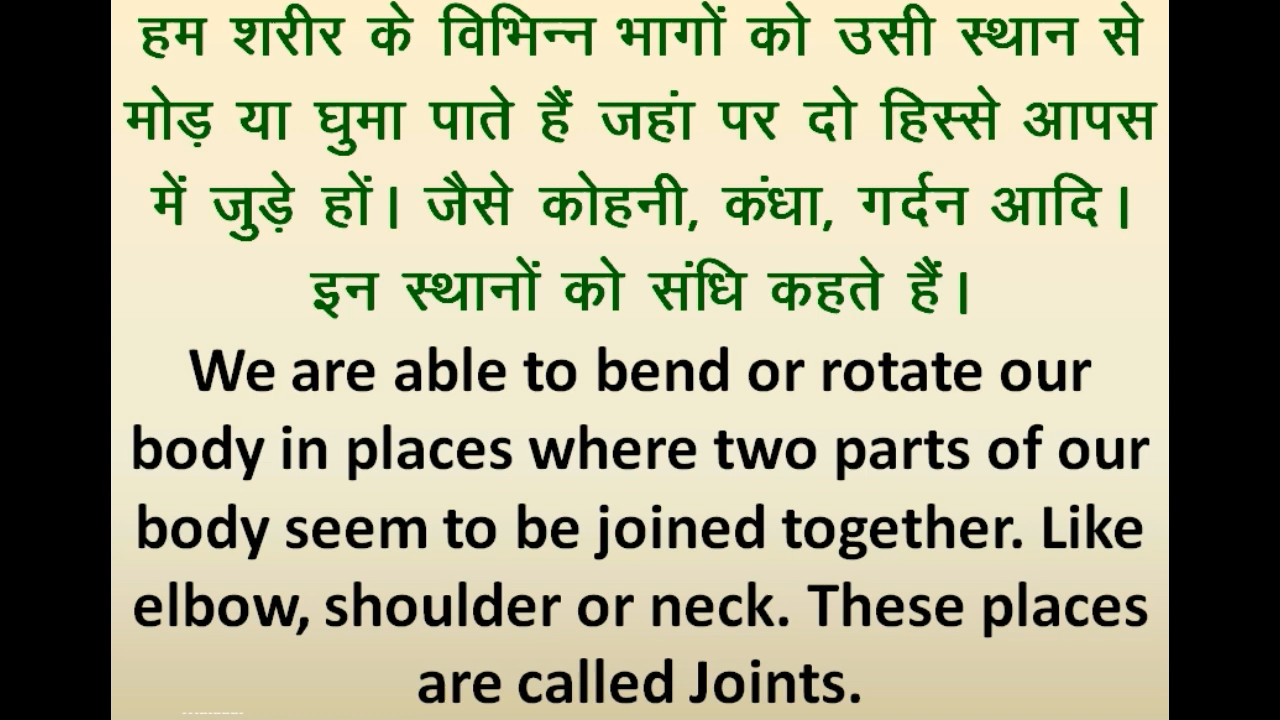 हम शरीर के विभिन्न भागों को उसी स्थान से
मोड़ या घुमा पाते हैं जहां पर दो हिस्से आपस
में जुड़े हों। जैसे कोहनी, कंधा, गर्दन आदि।
इन स्थानों को संधि कहते हैं।
We are able to bend or rotate our
body in places where two parts of our
body seem to be joined together. Like
elbow, shoulder or neck. These places
are called Joints.